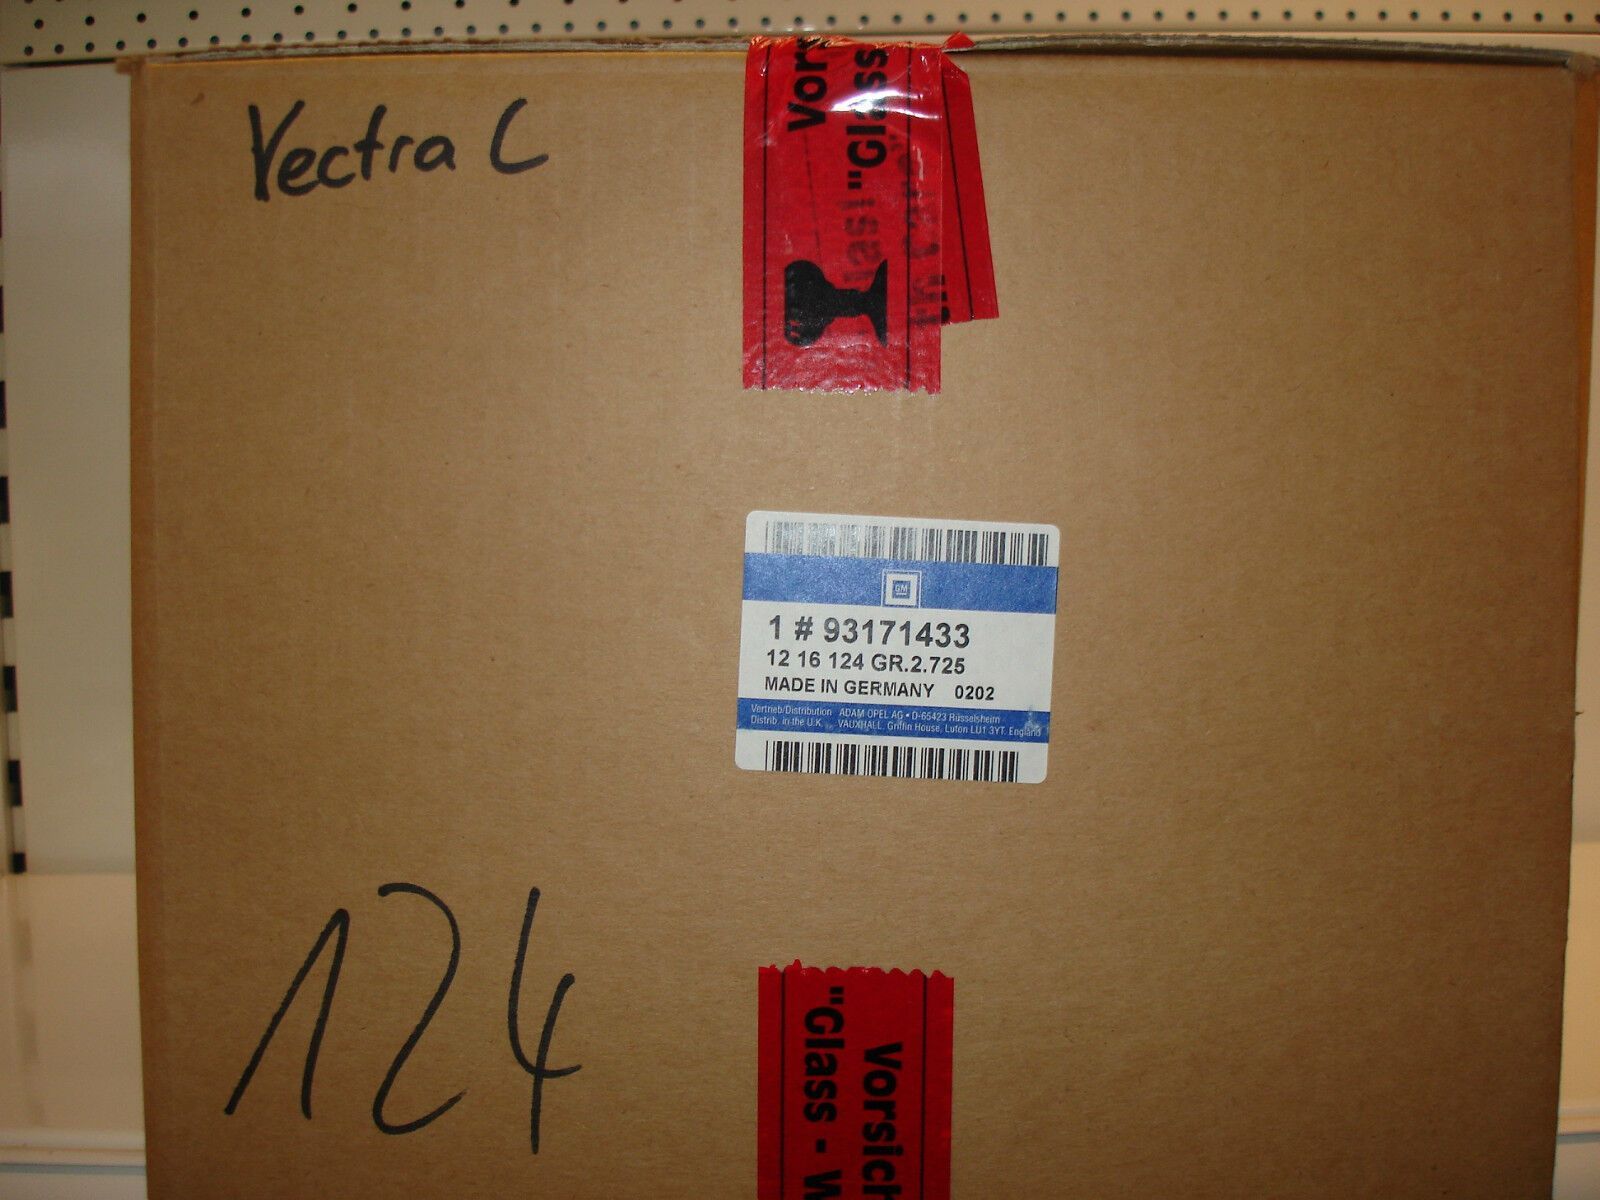 Vectra C
"Glass
GM
1 # 93171433
12 16 124 GR.2.725
MADE IN GERMANY 0202
Vertrieb/Distribution ADAM OPEL AG • D-65423 Rüsselsheim
Distrib. in the U.K. VAUXHALL. Griffin House, Luton LU1 3YT. England
124
Vorsich
"Glass - W